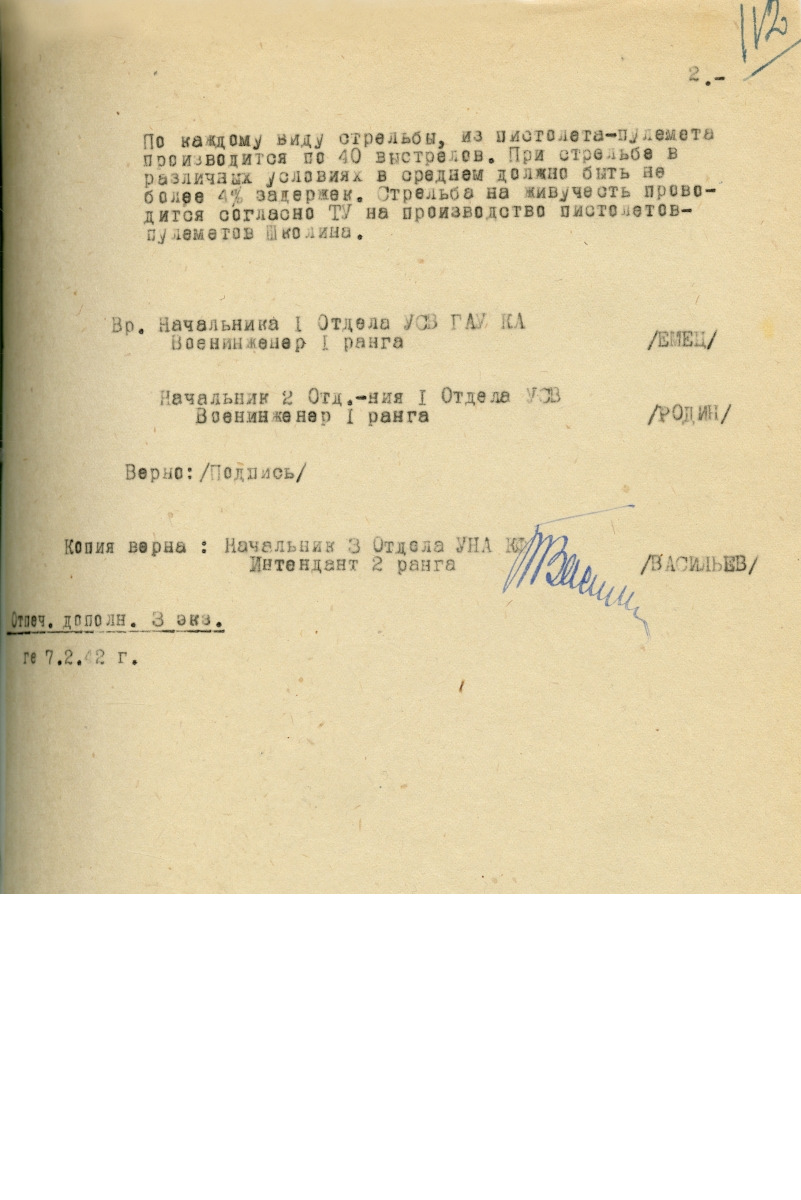 112
2.-
По каждому виду стрельбы, из пистолета-пулемета
производится по 40 выстрелов. При стрельбе в
различных условиях в среднем должно быть не
более 4% задержек. Стрельба на живучесть прово-
дится согласно ТУ на производство пистолетов-
пулеметов Школина.
Вр. Начальника I Отдела УСВ ГАУ КА
Военинженер I ранга /ЕМЕЦ/
Начальник 2 Отд.-ния I Отдела УСВ
Военинженер I ранга /РОДИН/
Верно:/Подпись/
Копия верна : Начальник 3 Отдела УНА
Интендант 2 ранга /ВАСИЛЬЕВ/
Отпеч. дополн. 3 экз.
ге 7.2.42 г.